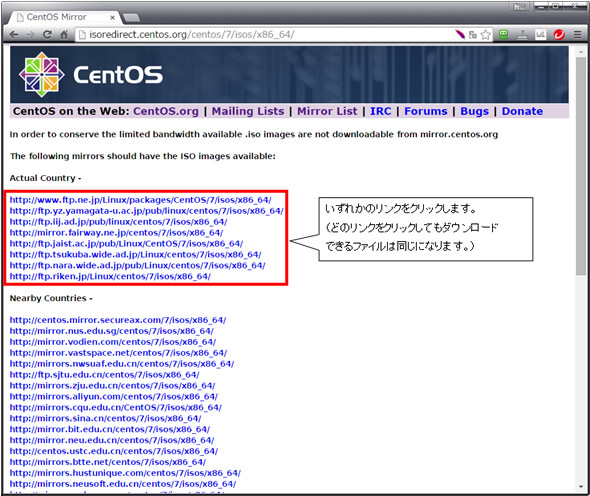 CentOS Mirror
isoredirect.centos.org/centos/7/isos/x86_64/
CentOS
CentOS on the Web: CentOS.org | Mailing Lists | Mirror List | IRC | Forums | Bugs | Donate
In order to conserve the limited bandwidth available .iso images are not downloadable from mirror.centos.org
The following mirrors should have the ISO images available:
Actual Country -
http://www.ftp.ne.jp/Linux/packages/CentOS/7/isos/x86_64/
http://ftp.yz.yamagata-u.ac.jp/pub/linux/centos/7/isos/x86_64/
http://ftp.iij.ad.jp/pub/linux/centos/7/isos/x86_64/
http://mirror.fairway.ne.jp/centos/7/isos/x86_64/
http://ftp.jaist.ac.jp/pub/Linux/CentOS/7/isos/x86_64/
http://ftp.tsukuba.wide.ad.jp/Linux/centos/7/isos/x86_64/
http://ftp.nara.wide.ad.jp/pub/Linux/centos/7/isos/x86_64/
http://ftp.riken.jp/Linux/centos/7/isos/x86_64/
いずれかのリンクをクリックします。
（どのリンクをクリックしてもダウンロード
できるファイルは同じになります。）
Nearby Countries -
http://centos.mirror.secureax.com/7/isos/x86_64/
http://mirror.nus.edu.sg/centos/7/isos/x86_64/
http://mirror.vodien.com/centos/7/isos/x86_64/
http://mirror.vastspace.net/centos/7/isos/x86_64/
http://mirrors.nwsuaf.edu.cn/centos/7/isos/x86_64/
http://ftp.sjtu.edu.cn/centos/7/isos/x86_64/
http://mirrors.zju.edu.cn/centos/7/isos/x86_64/
http://mirrors.aliyun.com/centos/7/isos/x86_64/
http://mirrors.cqu.edu.cn/CentOS/7/isos/x86_64/
http://mirrors.sina.cn/centos/7/isos/x86_64/
http://mirror.bit.edu.cn/centos/7/isos/x86_64/
http://mirror.neu.edu.cn/centos/7/isos/x86_64/
http://centos.ustc.edu.cn/centos/7/isos/x86_64/
http://mirrors.btte.net/centos/7/isos/x86_64/
http://mirrors.hustunique.com/centos/7/isos/x86_64/
http://mirrors.neusoft.edu.cn/centos/7/isos/x86_64/